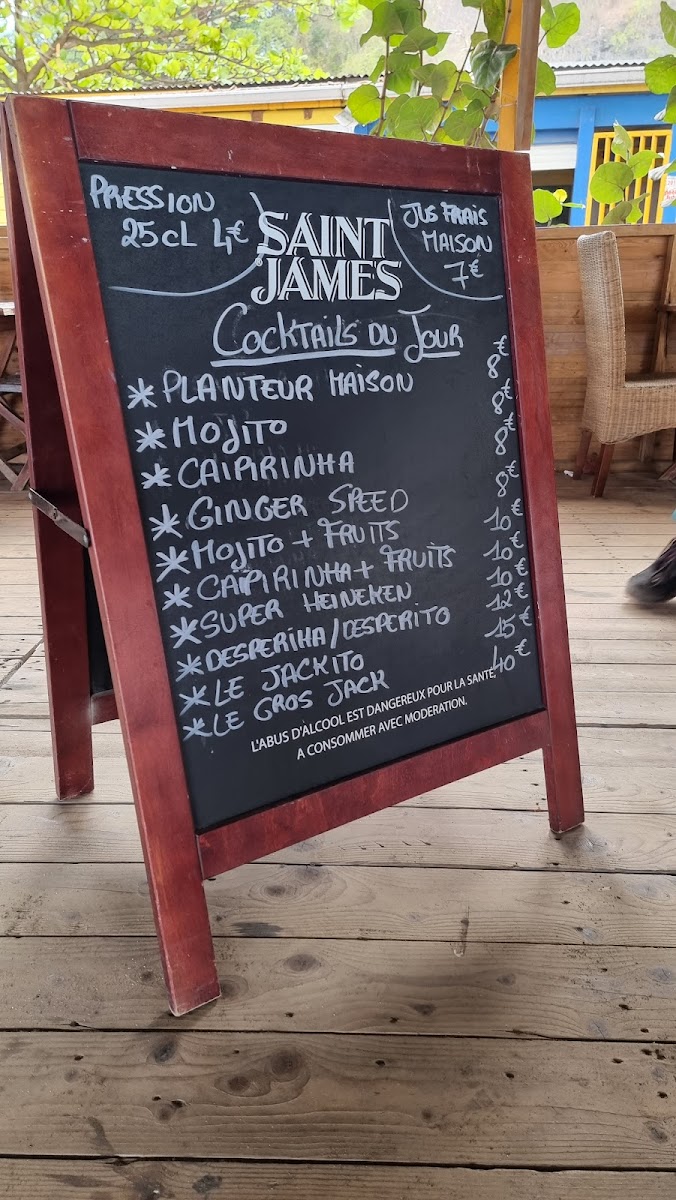 PRESSION
25CL 4€
SAINT
JAMES
JUS FRAIS
MAISON
7€
COCKTAILS DU JOUR
* PLANTEUR MAISON 8€
* MOJITO 8€
* CAIPIRINHA 8€
* GINGER SPEED 8€
* MOJITO + FRUITS 10€
* CAÏPIRINHA + FRUITS 10€
* SUPER HEINEKEN 10€
* DESPERIHA/DESPERITO 12€
* LE JACKITO 15€
* LE GROS JACK 40€
L'ABUS D'ALCOOL EST DANGEREUX POUR LA SANTÉ,
A CONSOMMER AVEC MODERATION.